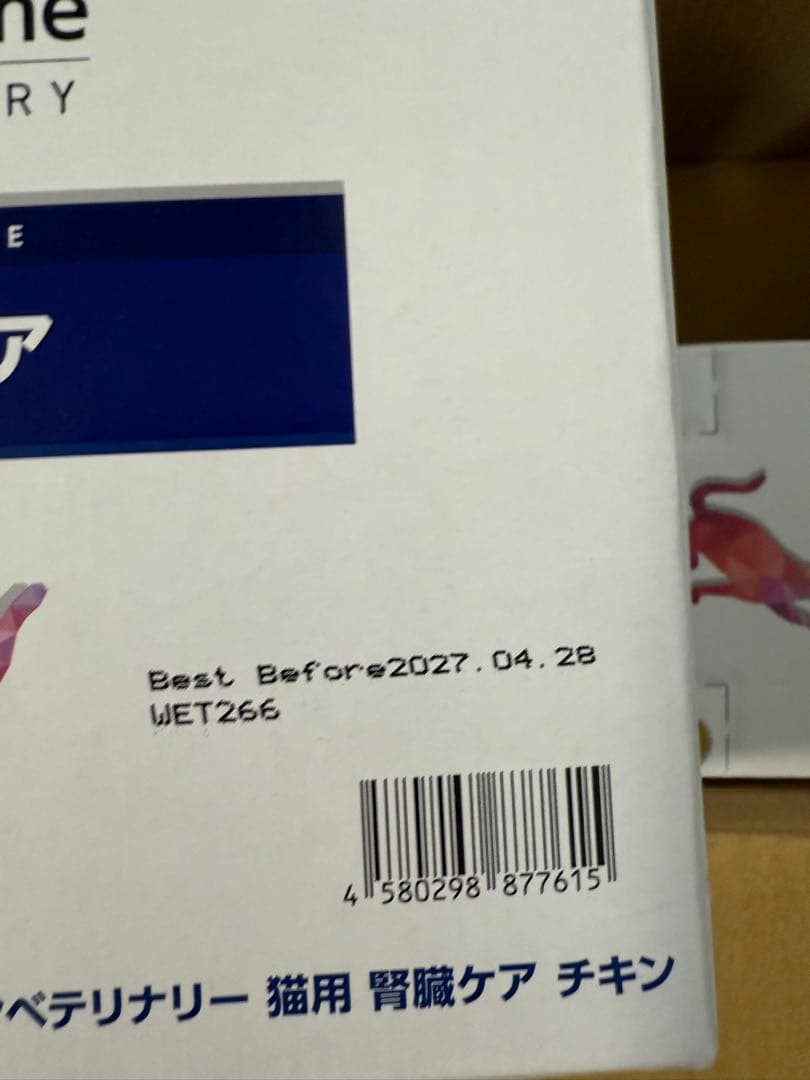 ne
RY
E
ア
Best Before2027.04.28
WET266
4 580298 877615
ベテリナリー 猫用 腎臓ケア チキン